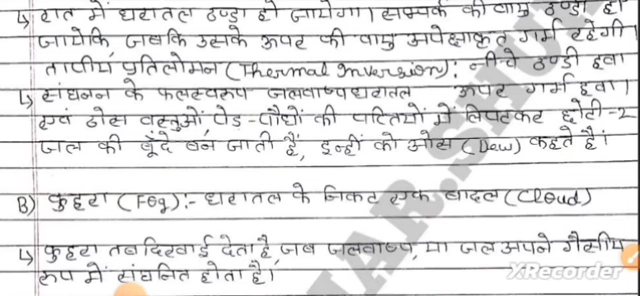 ↳ रात में धरातल ठण्डा हो जायेगा। सम्पर्क की वायु ठण्डी हो
जायेकि, जबकि उसके ऊपर की वायु अपेक्षाकृत गर्म रहेगी।
तापीय प्रतिलोमन (Thermal Inversion): नीचे ठण्डी हवा
↳ संघनन के फलस्वरूप जलवाष्प धरातल ऊपर गर्म हवा।
एवं ठोस वस्तुओं, पेड़-पौधों की पत्तियों में लिपटकर छोटी-2
जल की बूँदे बन जाती हैं, इन्हीं को ओस (Dew) कहते हैं।
B) कुहरा (Fog):- धरातल के निकट एक बादल (Cloud)
↳ कुहरा तब दिखाई देता है, जब जलवाष्प, या जल अपने गैसीय
रूप में संघनित होता है।
XRecorder